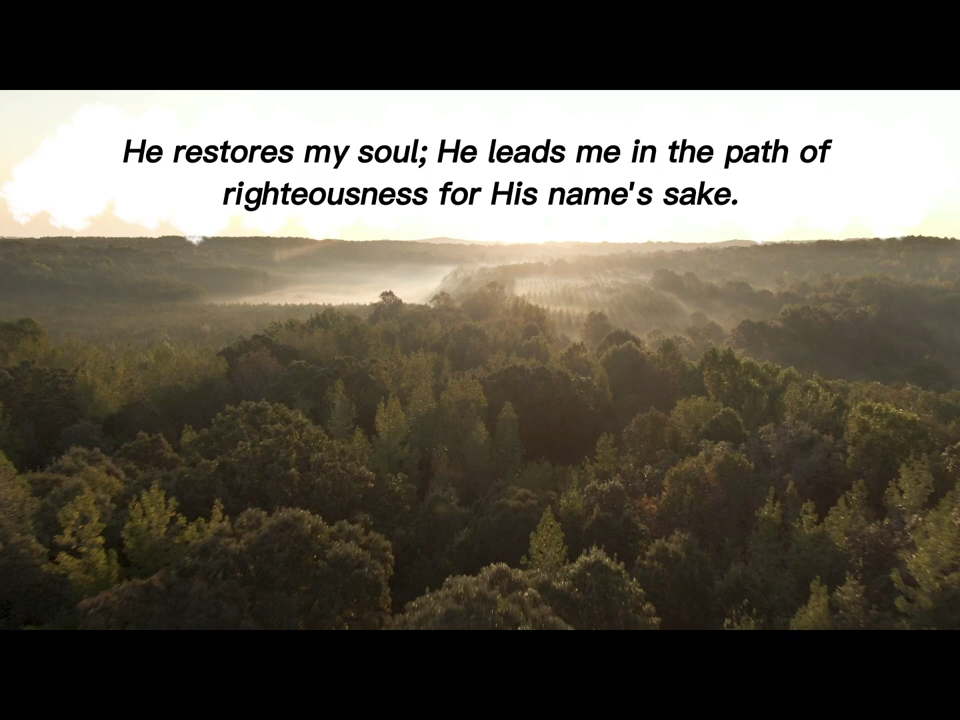 He restores my soul; He leads me in the path of
righteousness for His name's sake.